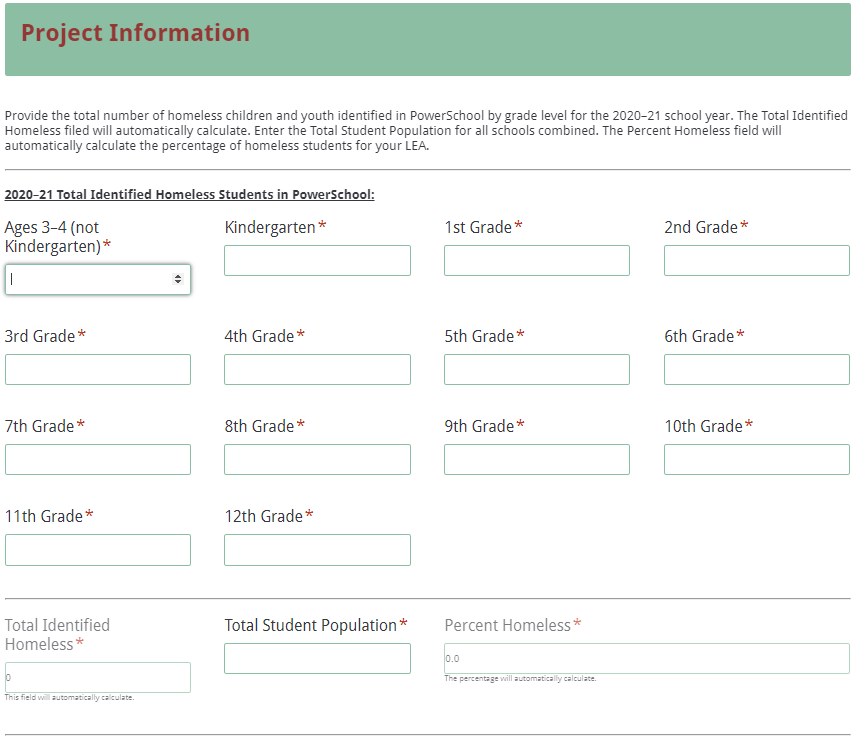 Project Information
Provide the total number of homeless children and youth identified in PowerSchool by grade level for the 2020–21 school year. The Total Identified
Homeless filed will automatically calculate. Enter the Total Student Population for all schools combined. The Percent Homeless field will
automatically calculate the percentage of homeless students for your LEA.
2020–21 Total Identified Homeless Students in PowerSchool:
Ages 3–4 (not
Kindergarten)*
Kindergarten*
1st Grade*
2nd Grade*
3rd Grade*
4th Grade*
5th Grade*
6th Grade*
7th Grade*
8th Grade*
9th Grade*
10th Grade*
11th Grade*
12th Grade*
Total Identified
Homeless*
0
This field will automatically calculate.
Total Student Population*
Percent Homeless*
0.0
The percentage will automatically calculate.